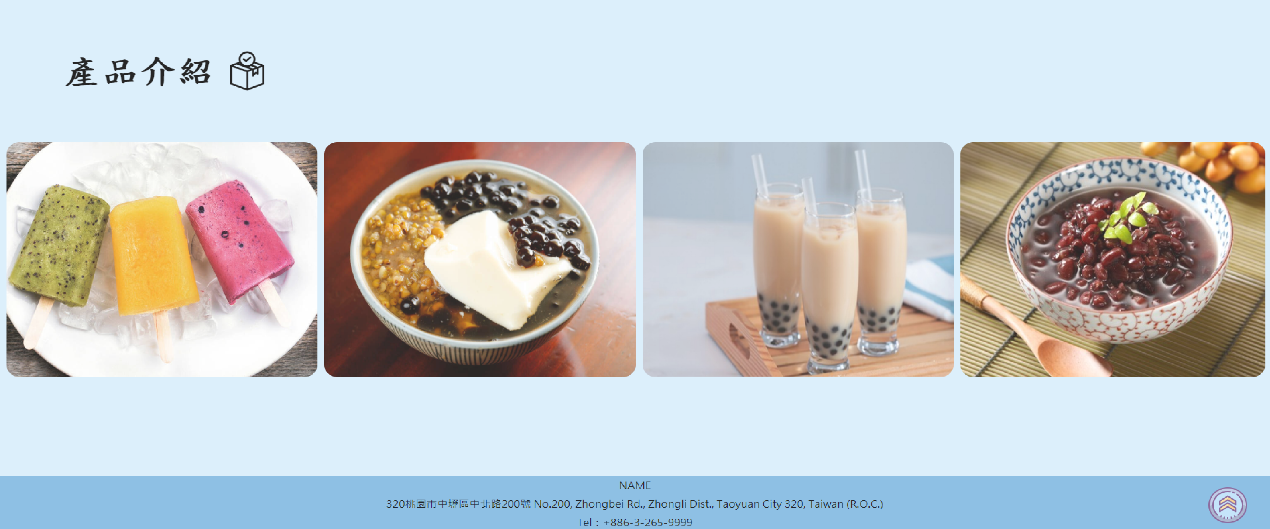 產品介紹
NAME
320桃園市中壢區中北路200號 No.200, Zhongbei Rd., Zhongli Dist., Taoyuan City 320, Taiwan (R.O.C.)
Tel：+886-3-265-9999